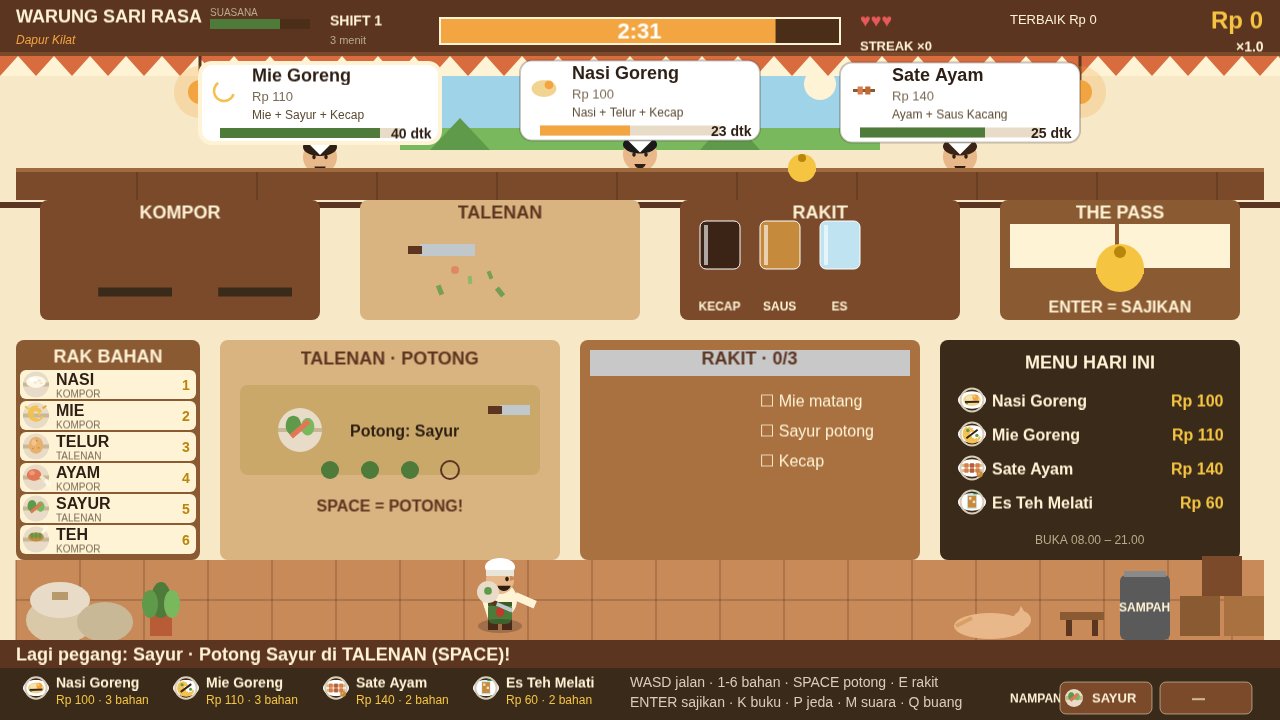 WARUNG SARI RASA
SUASANA
Dapur Kilat
SHIFT 1
3 menit
2:31
♥♥♥
STREAK ×0
TERBAIK Rp 0
Rp 0
×1.0
Mie Goreng
Rp 110
Mie + Sayur + Kecap
40 dtk
Nasi Goreng
Rp 100
Nasi + Telur + Kecap
23 dtk
Sate Ayam
Rp 140
Ayam + Saus Kacang
25 dtk
KOMPOR
TALENAN
RAKIT
KECAP SAUS ES
THE PASS
ENTER = SAJIKAN
RAK BAHAN
NASI
KOMPOR
1
MIE
KOMPOR
2
TELUR
TALENAN
3
AYAM
KOMPOR
4
SAYUR
TALENAN
5
TEH
KOMPOR
6
TALENAN · POTONG
Potong: Sayur
SPACE = POTONG!
RAKIT · 0/3
☐ Mie matang
☐ Sayur potong
☐ Kecap
MENU HARI INI
Nasi Goreng Rp 100
Mie Goreng Rp 110
Sate Ayam Rp 140
Es Teh Melati Rp 60
BUKA 08.00 – 21.00
SAMPAH
Lagi pegang: Sayur · Potong Sayur di TALENAN (SPACE)!
Nasi Goreng
Rp 100 · 3 bahan
Mie Goreng
Rp 110 · 3 bahan
Sate Ayam
Rp 140 · 2 bahan
Es Teh Melati
Rp 60 · 2 bahan
WASD jalan · 1-6 bahan · SPACE potong · E rakit
ENTER sajikan · K buku · P jeda · M suara · Q buang
NAMPAN
SAYUR
—